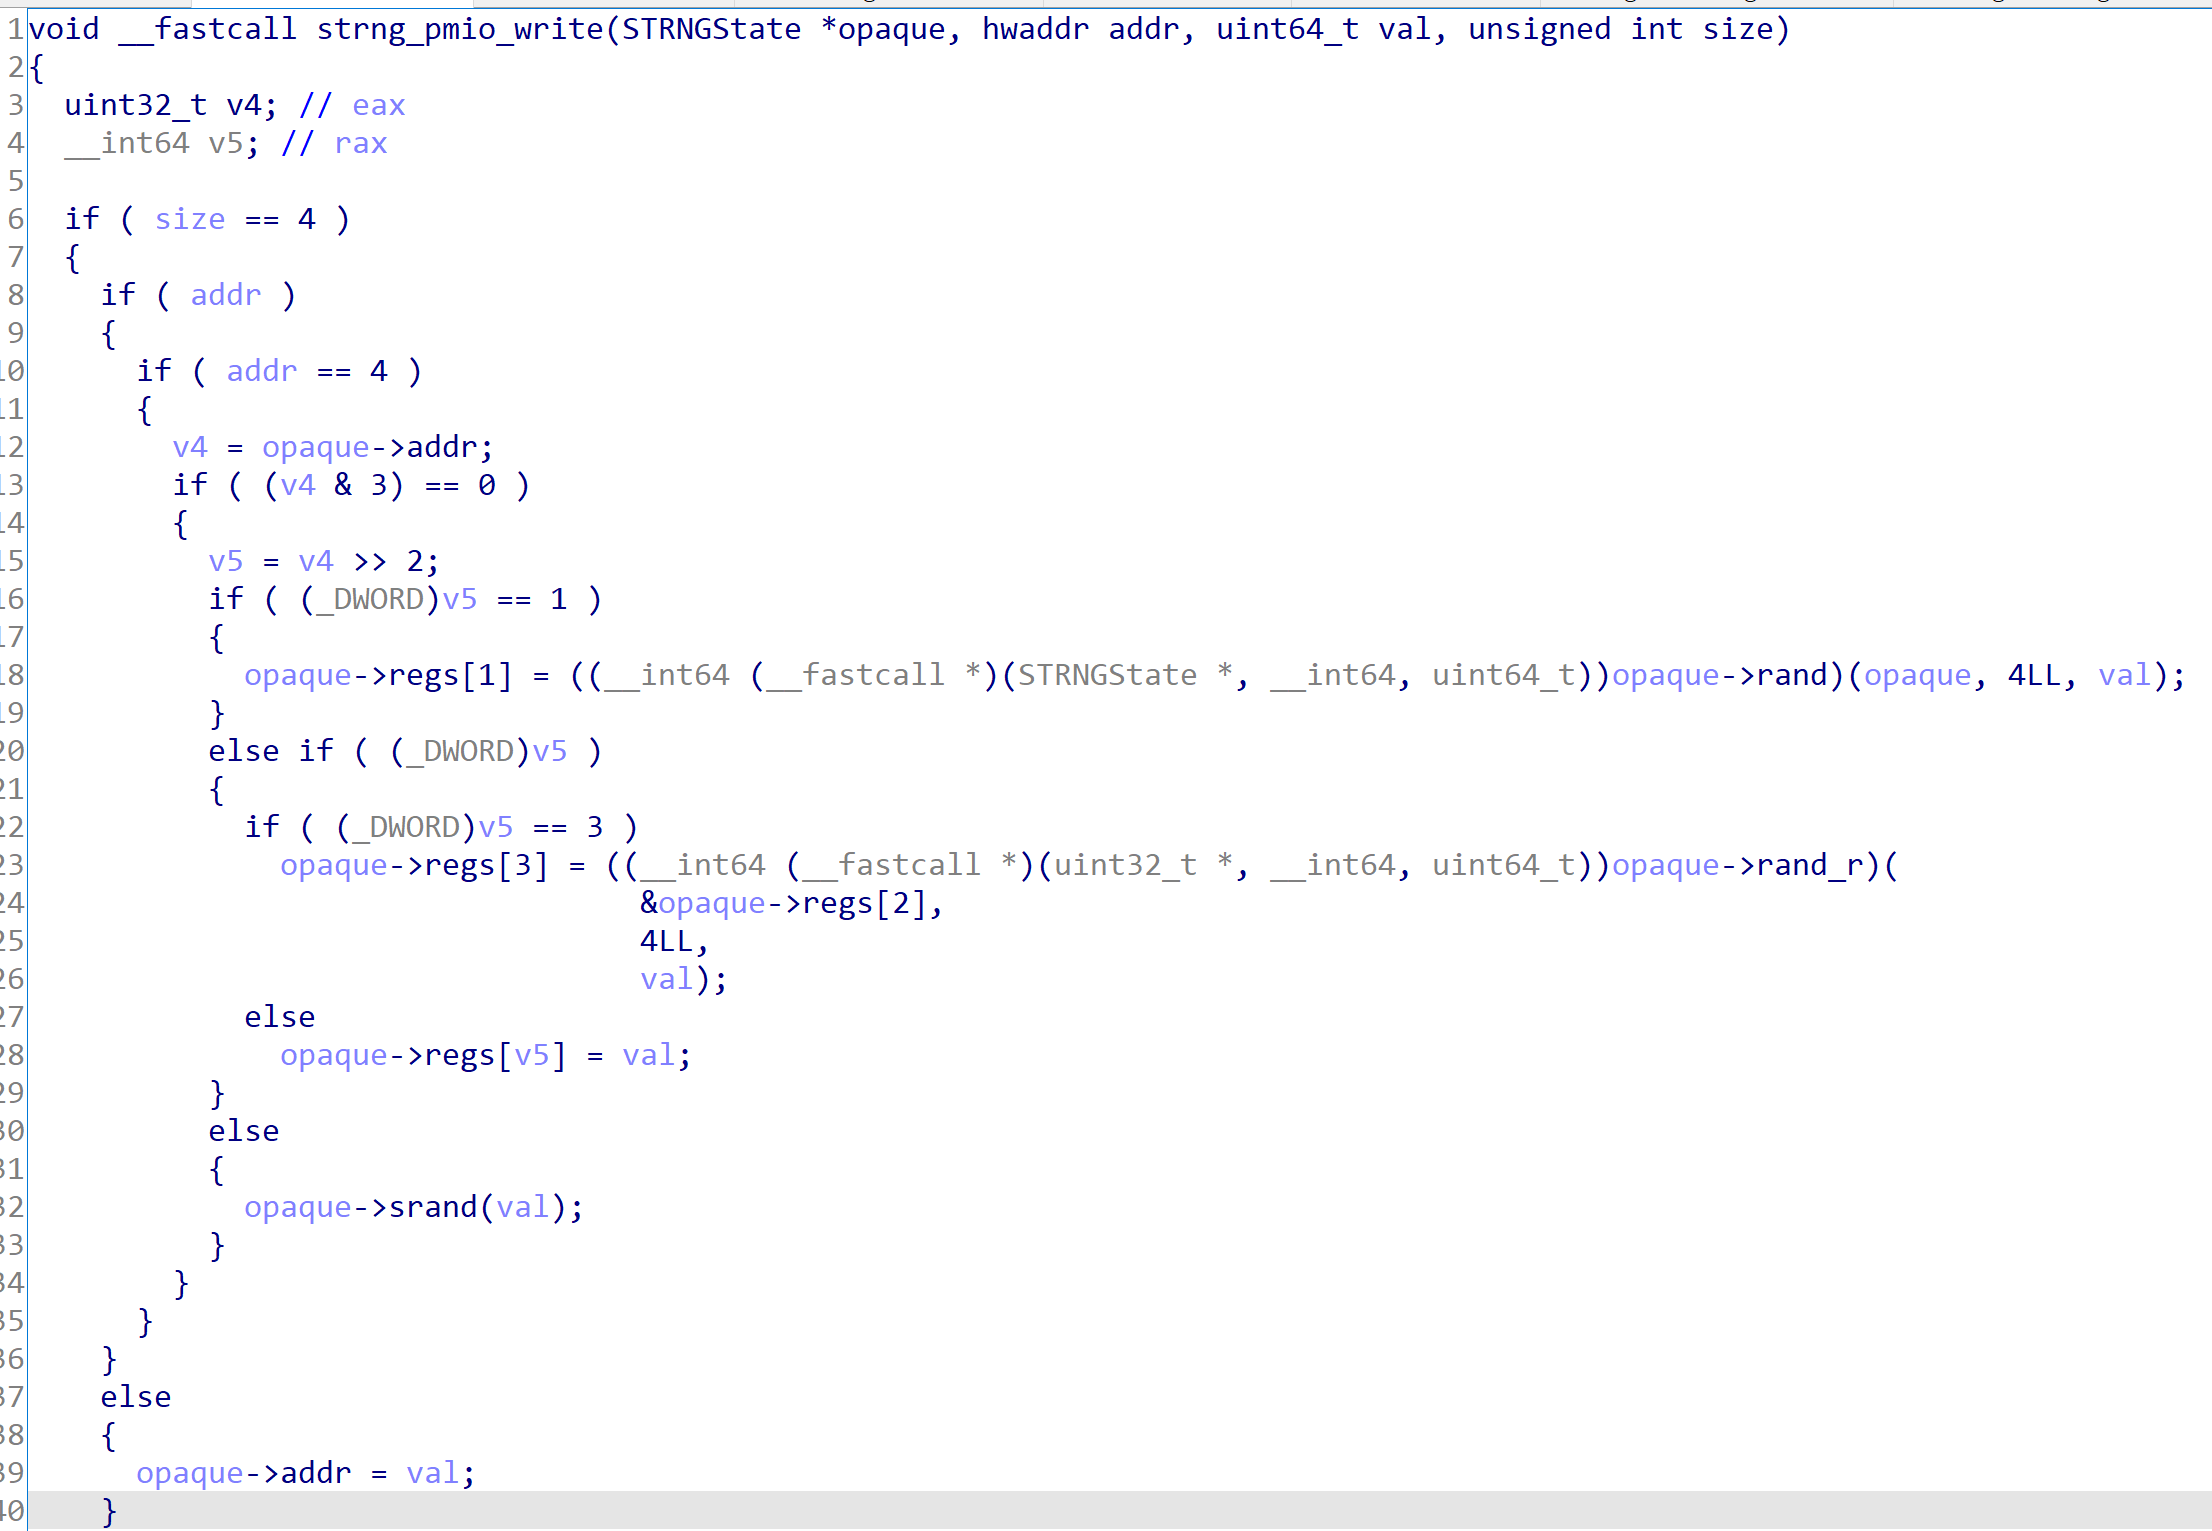 1 void __fastcall strng_pmio_write(STRNGState *opaque, hwaddr addr, uint64_t val, unsigned int size)
2 {
3   uint32_t v4; // eax
4   __int64 v5; // rax
5
6   if ( size == 4 )
7   {
8     if ( addr )
9     {
10       if ( addr == 4 )
11       {
12         v4 = opaque->addr;
13         if ( (v4 & 3) == 0 )
14         {
15           v5 = v4 >> 2;
16           if ( (_DWORD)v5 == 1 )
17           {
18             opaque->regs[1] = ((__int64 (__fastcall *)(STRNGState *, __int64, uint64_t))opaque->rand)(opaque, 4LL, val);
19           }
20           else if ( (_DWORD)v5 )
21           {
22             if ( (_DWORD)v5 == 3 )
23               opaque->regs[3] = ((__int64 (__fastcall *)(uint32_t *, __int64, uint64_t))opaque->rand_r)(
24                                   &opaque->regs[2],
25                                   4LL,
26                                   val);
27             else
28               opaque->regs[v5] = val;
29           }
30           else
31           {
32             opaque->srand(val);
33           }
34         }
35       }
36     }
37     else
38     {
39       opaque->addr = val;
40     }